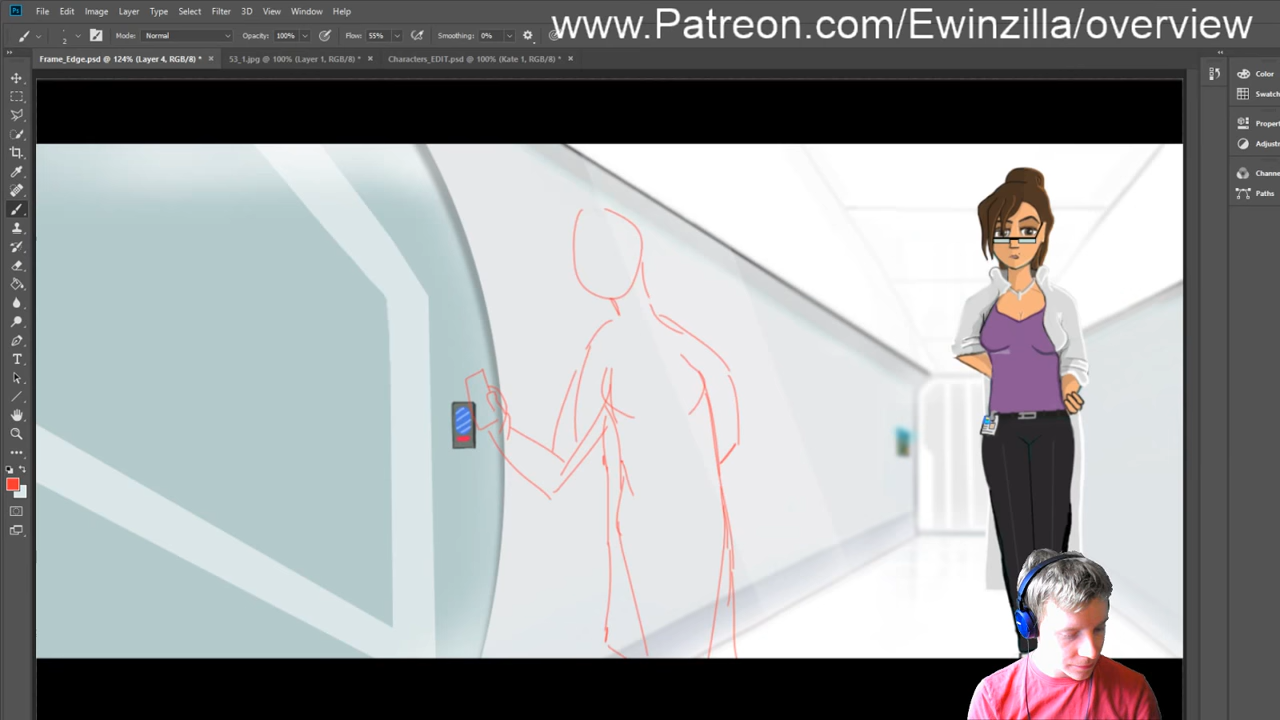 www.Patreon.com/Ewinzilla/overview
File Edit Image Layer Type Select Filter 3D View Window Help
2 Mode: Normal Opacity: 100% Flow: 55% Smoothing: 0%
Frame_Edge.psd @ 124% (Layer 4, RGB/8) * × 53_1.jpg @ 100% (Layer 1, RGB/8) * × Characters_EDIT.psd @ 100% (Kate 1, RGB/8) * ×
Color
Swatch
Proper
Adjust
Channe
Paths